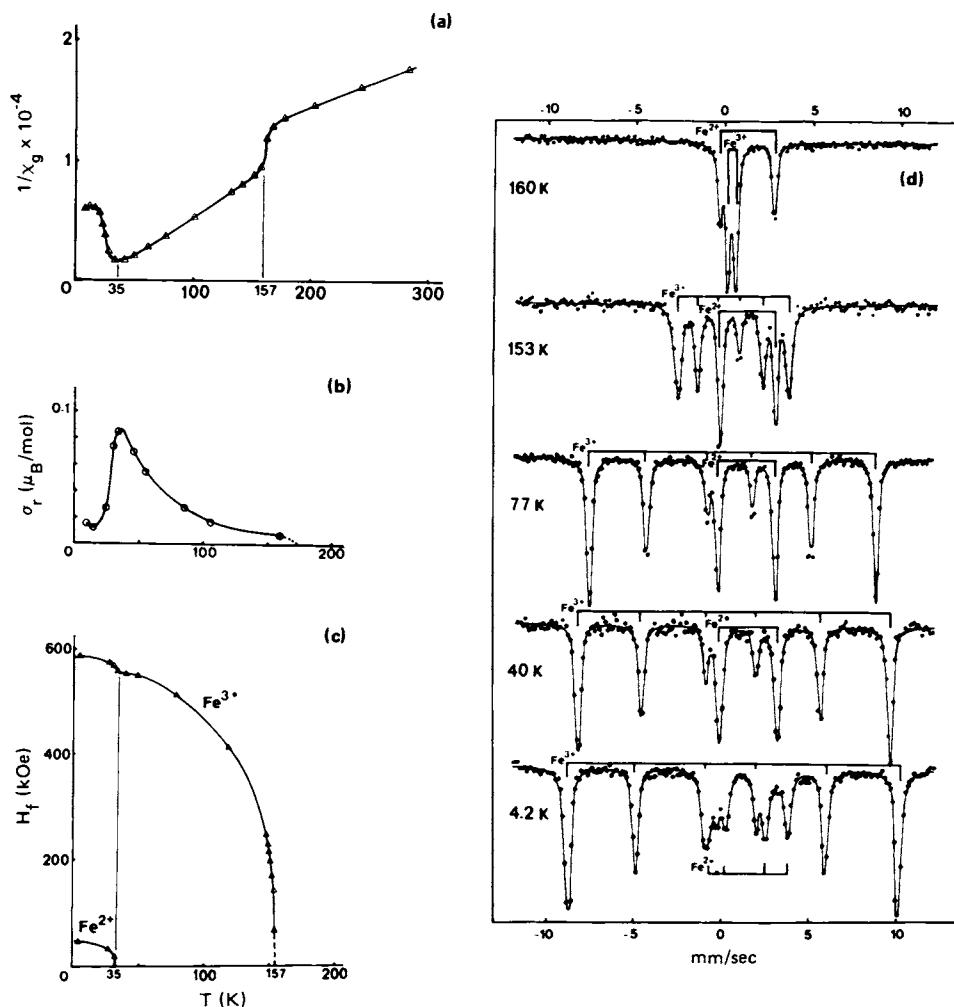 (a)
2
1
0
1/χg × 10⁻⁴
0 35 100 157 200 300
(b)
0.1
0
σr (μB/mol)
0 100 200
(c)
600
400
200
0
Hf (kOe)
Fe³⁺
Fe²⁺
0 35 100 157 200
T (K)
(d)
-10 -5 0 5 10
160 K
Fe²⁺
Fe³⁺
153 K
Fe³⁺
Fe²⁺
77 K
Fe³⁺
Fe²⁺
40 K
Fe³⁺
Fe²⁺
4.2 K
Fe³⁺
Fe²⁺
-10 -5 0 5 10
mm/sec